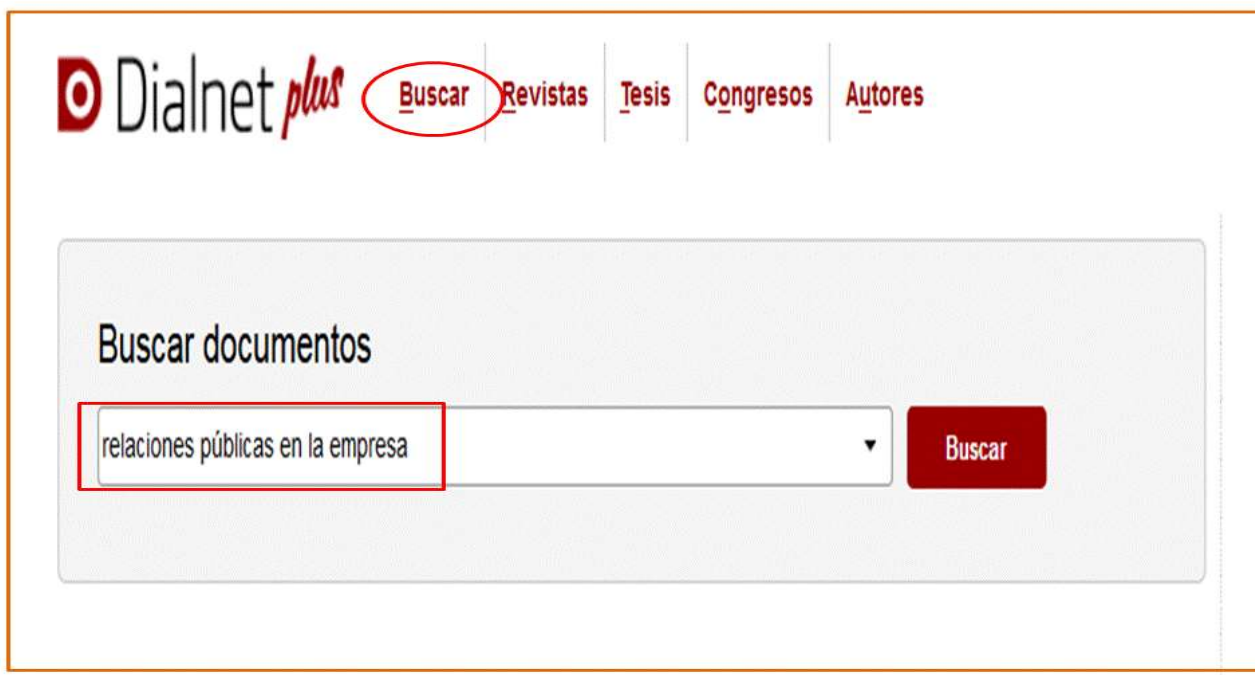 Dialnet plus Buscar Revistas Tesis Congresos Autores
Buscar documentos
relaciones públicas en la empresa Buscar